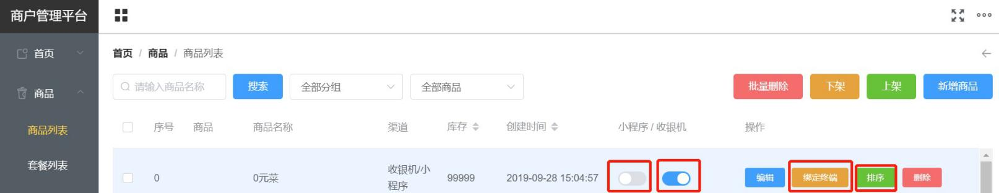 商户管理平台
首页
首页 / 商品 / 商品列表
商品
请输入商品名称 搜索 全部分组 全部商品 批量删除 下架 上架 新增商品
商品列表
序号 商品 商品名称 渠道 库存 创建时间 小程序 / 收银机 操作
套餐列表
0 0元菜 收银机/小程序 99999 2019-09-28 15:04:57 编辑 绑定终端 排序 删除